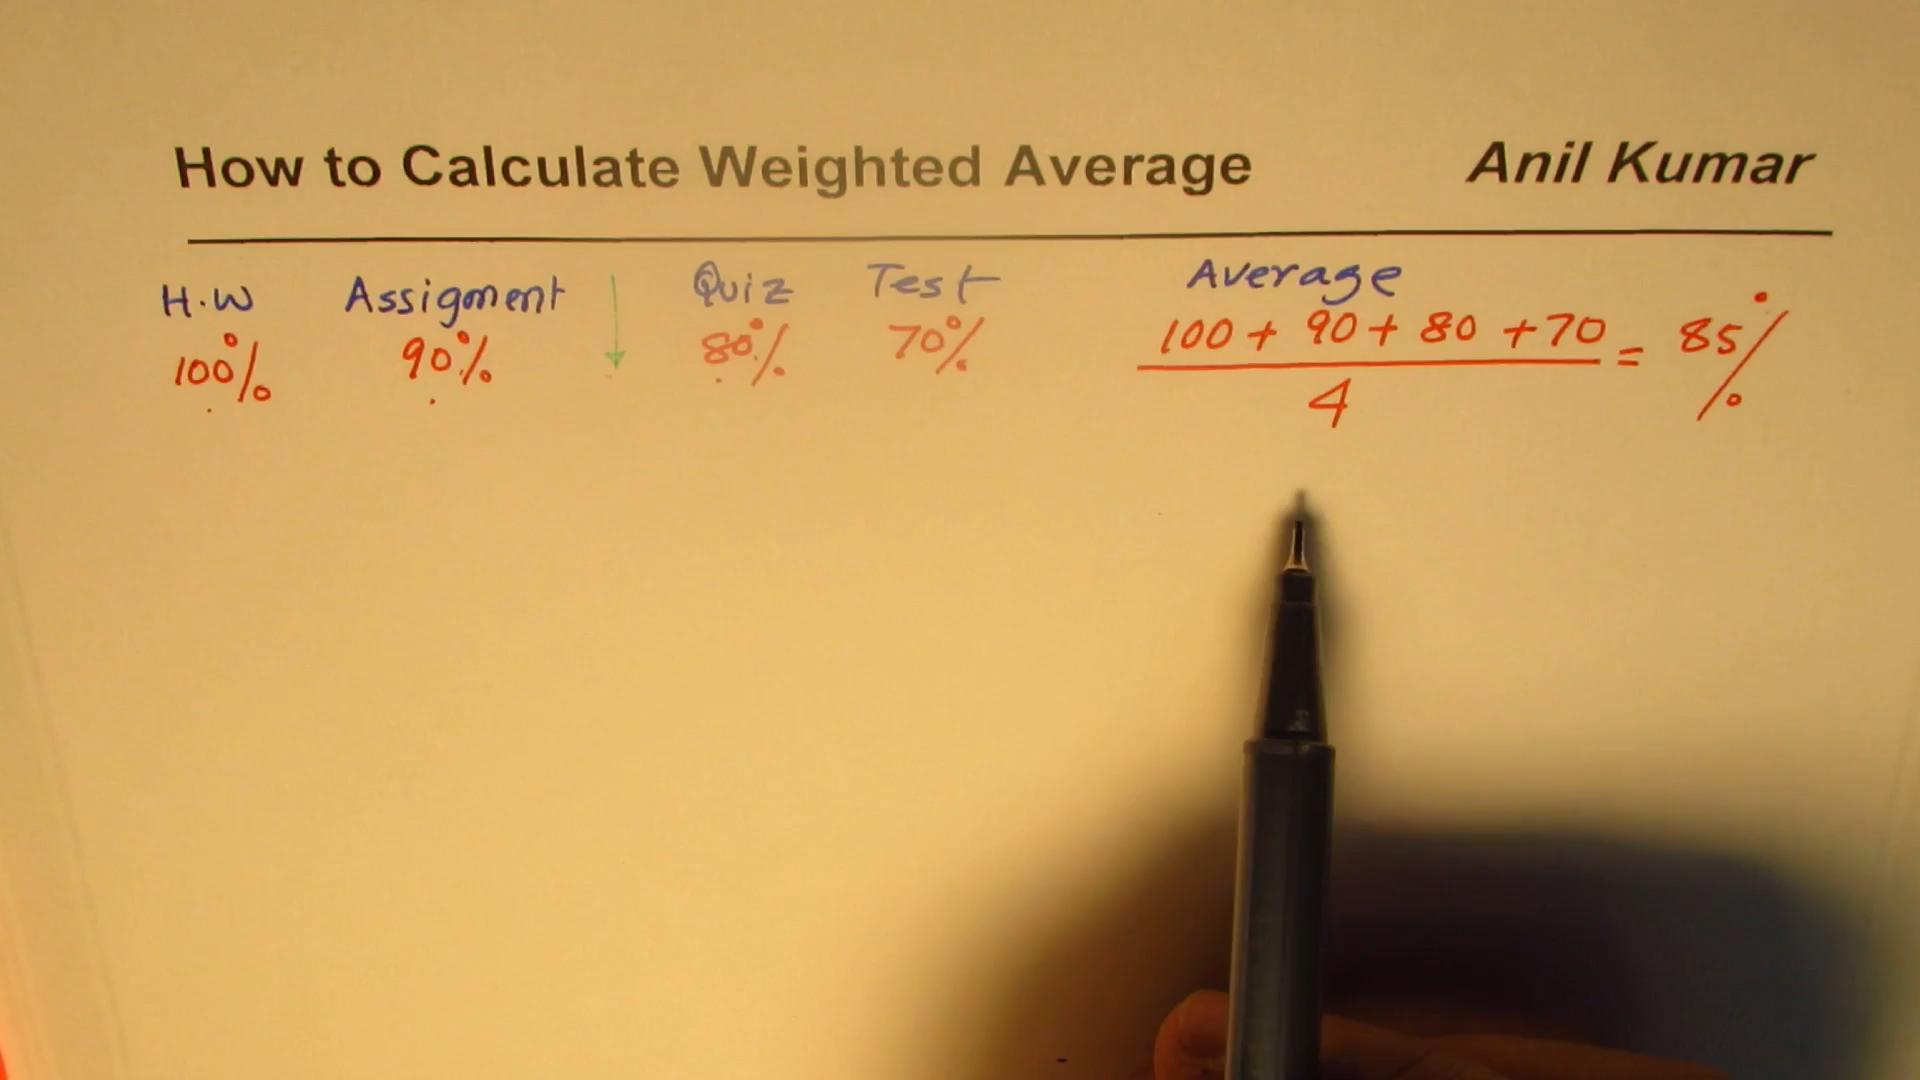 How to Calculate Weighted Average Anil Kumar
H.W Assigment Quiz Test Average
100% 90% 80% 70% 100 + 90 + 80 + 70 = 85%
4